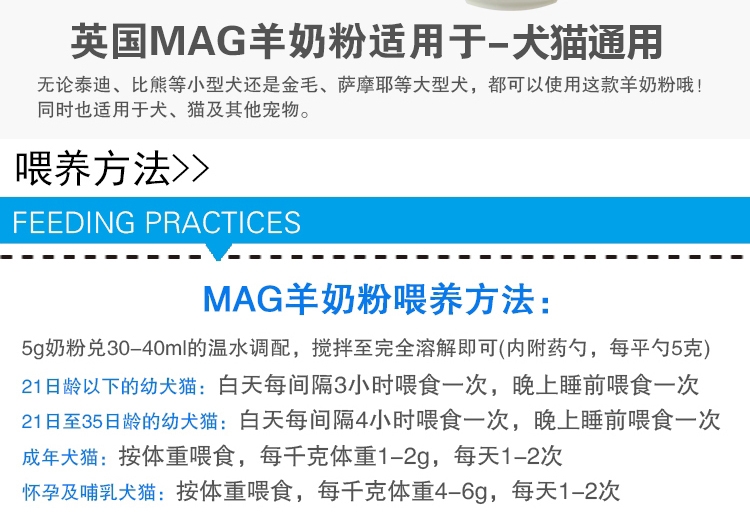 英国MAG羊奶粉适用于-犬猫通用
无论泰迪、比熊等小型犬还是金毛、萨摩耶等大型犬，都可以使用这款羊奶粉哦！
同时也适用于犬、猫及其他宠物。
喂养方法>>
FEEDING PRACTICES
MAG羊奶粉喂养方法：
5g奶粉兑30-40ml的温水调配，搅拌至完全溶解即可(内附药勺，每平勺5克)
21日龄以下的幼犬猫：白天每间隔3小时喂食一次，晚上睡前喂食一次
21日至35日龄的幼犬猫：白天每间隔4小时喂食一次，晚上睡前喂食一次
成年犬猫：按体重喂食，每千克体重1-2g，每天1-2次
怀孕及哺乳犬猫：按体重喂食，每千克体重4-6g，每天1-2次